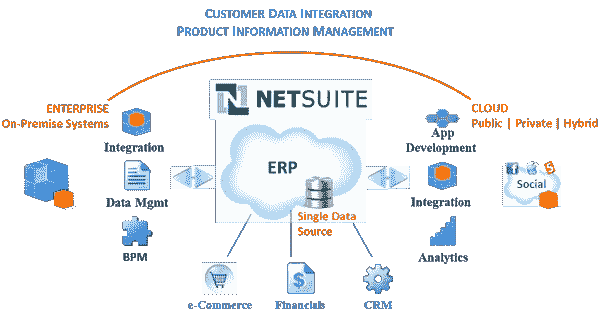 CUSTOMER DATA INTEGRATION
PRODUCT INFORMATION MANAGEMENT
ENTERPRISE
On-Premise Systems
Integration
Data Mgmt
BPM
N NETSUITE
ERP
Single Data
Source
CLOUD
Public | Private | Hybrid
App
Development
Integration
Analytics
Social
e-Commerce
Financials
CRM